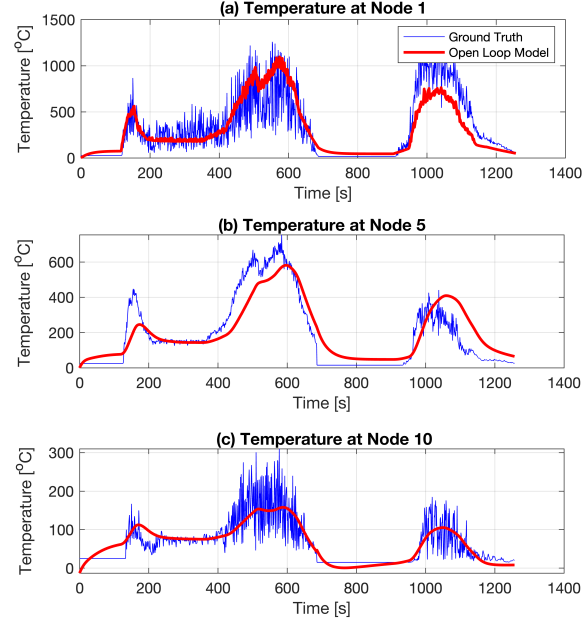 (a) Temperature at Node 1
Temperature [°C]
1500
1000
500
0
Ground Truth
Open Loop Model
0 200 400 600 800 1000 1200 1400
Time [s]
(b) Temperature at Node 5
Temperature [°C]
600
400
200
0
0 200 400 600 800 1000 1200 1400
Time [s]
(c) Temperature at Node 10
Temperature [°C]
300
200
100
0
0 200 400 600 800 1000 1200 1400
Time [s]